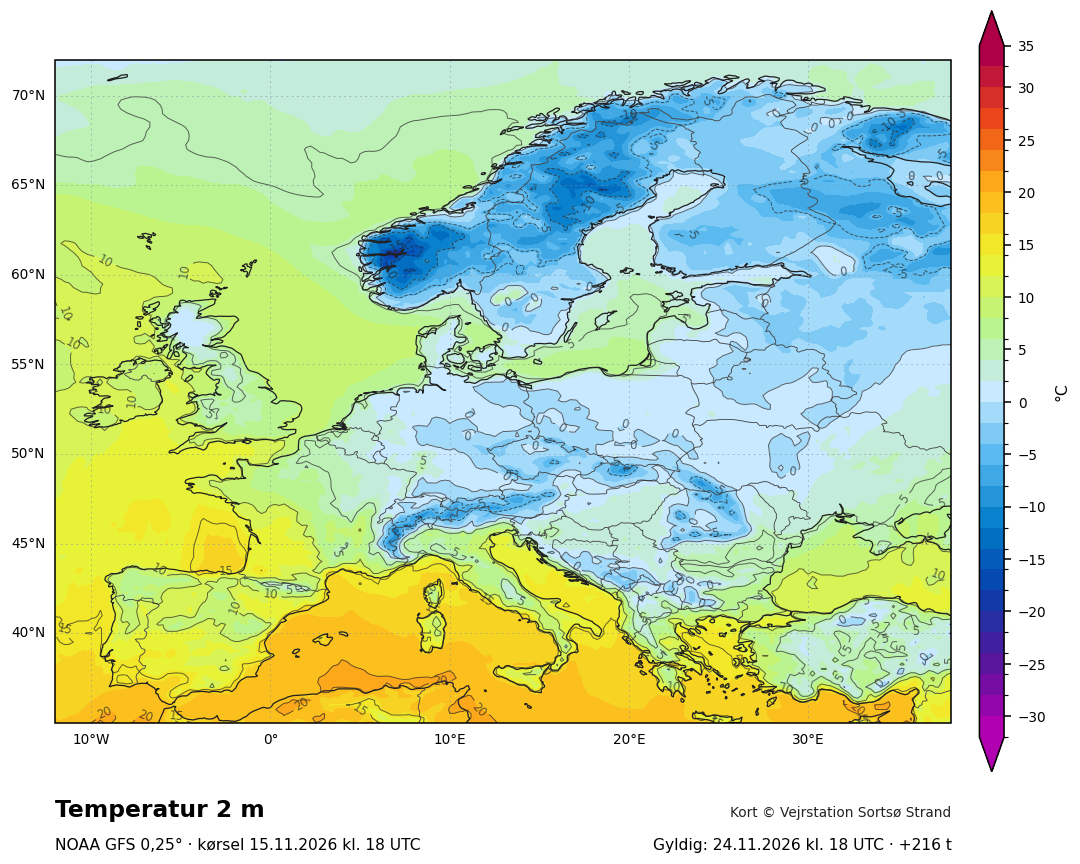 70°N
65°N
60°N
55°N
50°N
45°N
40°N
10°W
0°
10°E
20°E
30°E
35
30
25
20
15
10
5
0
−5
−10
−15
−20
−25
−30
°C
Temperatur 2 m
Kort © Vejrstation Sortsø Strand
NOAA GFS 0,25° · kørsel 15.11.2026 kl. 18 UTC
Gyldig: 24.11.2026 kl. 18 UTC · +216 t